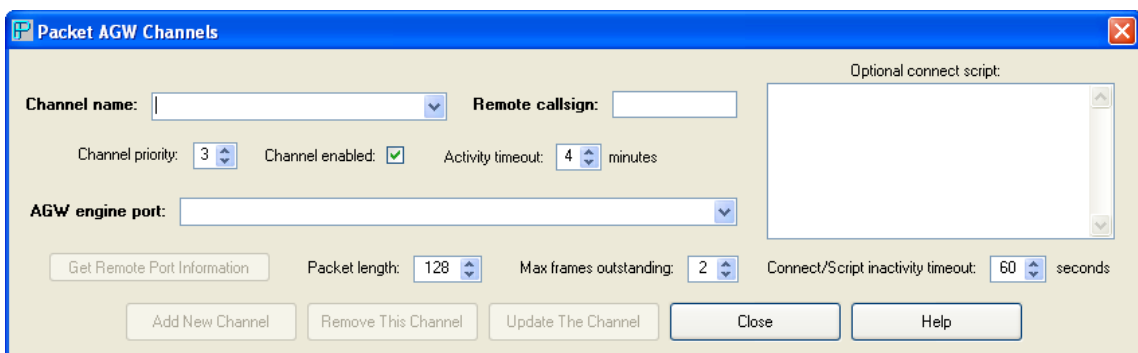 Packet AGW Channels
Optional connect script:
Channel name: Remote callsign:
Channel priority: 3 Channel enabled: Activity timeout: 4 minutes
AGW engine port:
Get Remote Port Information Packet length: 128 Max frames outstanding: 2 Connect/Script inactivity timeout: 60 seconds
Add New Channel Remove This Channel Update The Channel Close Help